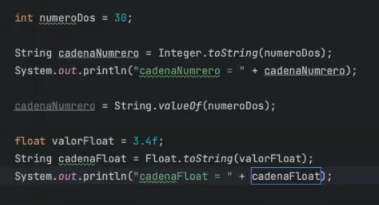 int numeroDos = 30;
String cadenaNumrero = Integer.toString(numeroDos);
System.out.println("cadenaNumrero = " + cadenaNumrero);
cadenaNumrero = String.valueOf(numeroDos);
float valorFloat = 3.4f;
String cadenaFloat = Float.toString(valorFloat);
System.out.println("cadenaFloat = " + cadenaFloat);